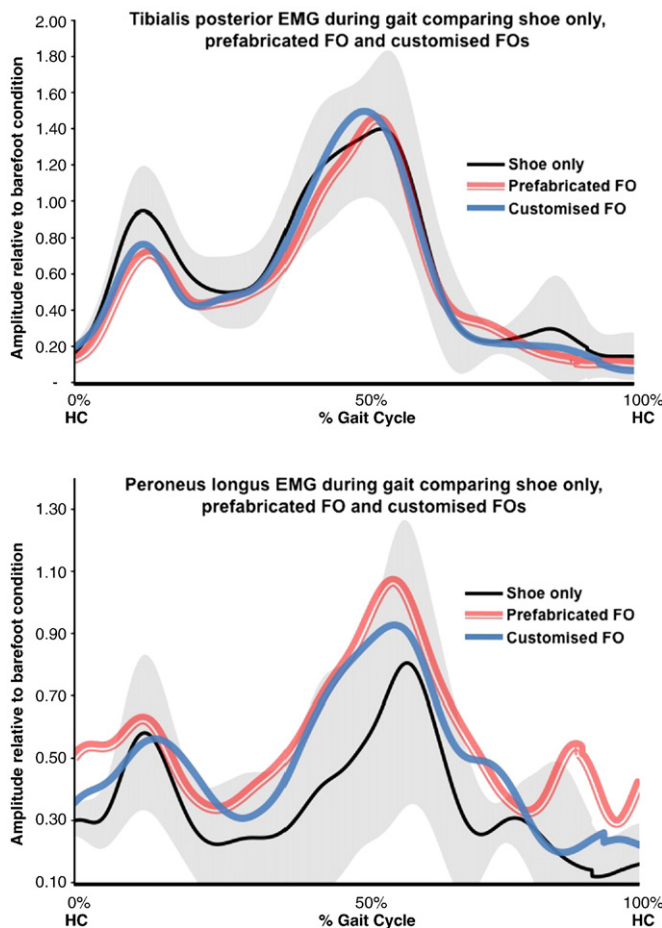 Tibialis posterior EMG during gait comparing shoe only,
prefabricated FO and customised FOs
Amplitude relative to barefoot condition
2.00
1.80
1.60
1.40
1.20
1.00
0.80
0.60
0.40
0.20
-
Shoe only
Prefabricated FO
Customised FO
0% 50% 100%
HC % Gait Cycle HC
Peroneus longus EMG during gait comparing shoe only,
prefabricated FO and customised FOs
Amplitude relative to barefoot condition
1.30
1.10
0.90
0.70
0.50
0.30
0.10
Shoe only
Prefabricated FO
Customised FO
0% 50% 100%
HC % Gait Cycle HC